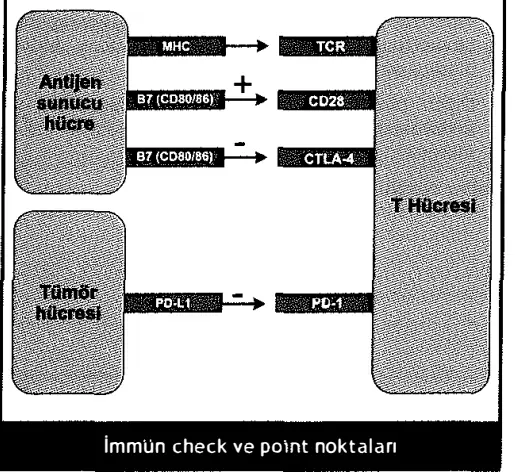 Antijen
sunucu
hücre
MHC
TCR
+
B7 (CD80/86)
CD28
-
B7 (CD80/86)
CTLA-4
T Hücresi
Tümör
hücresi
PD-L1
-
PD-1
İmmün check ve point noktaları